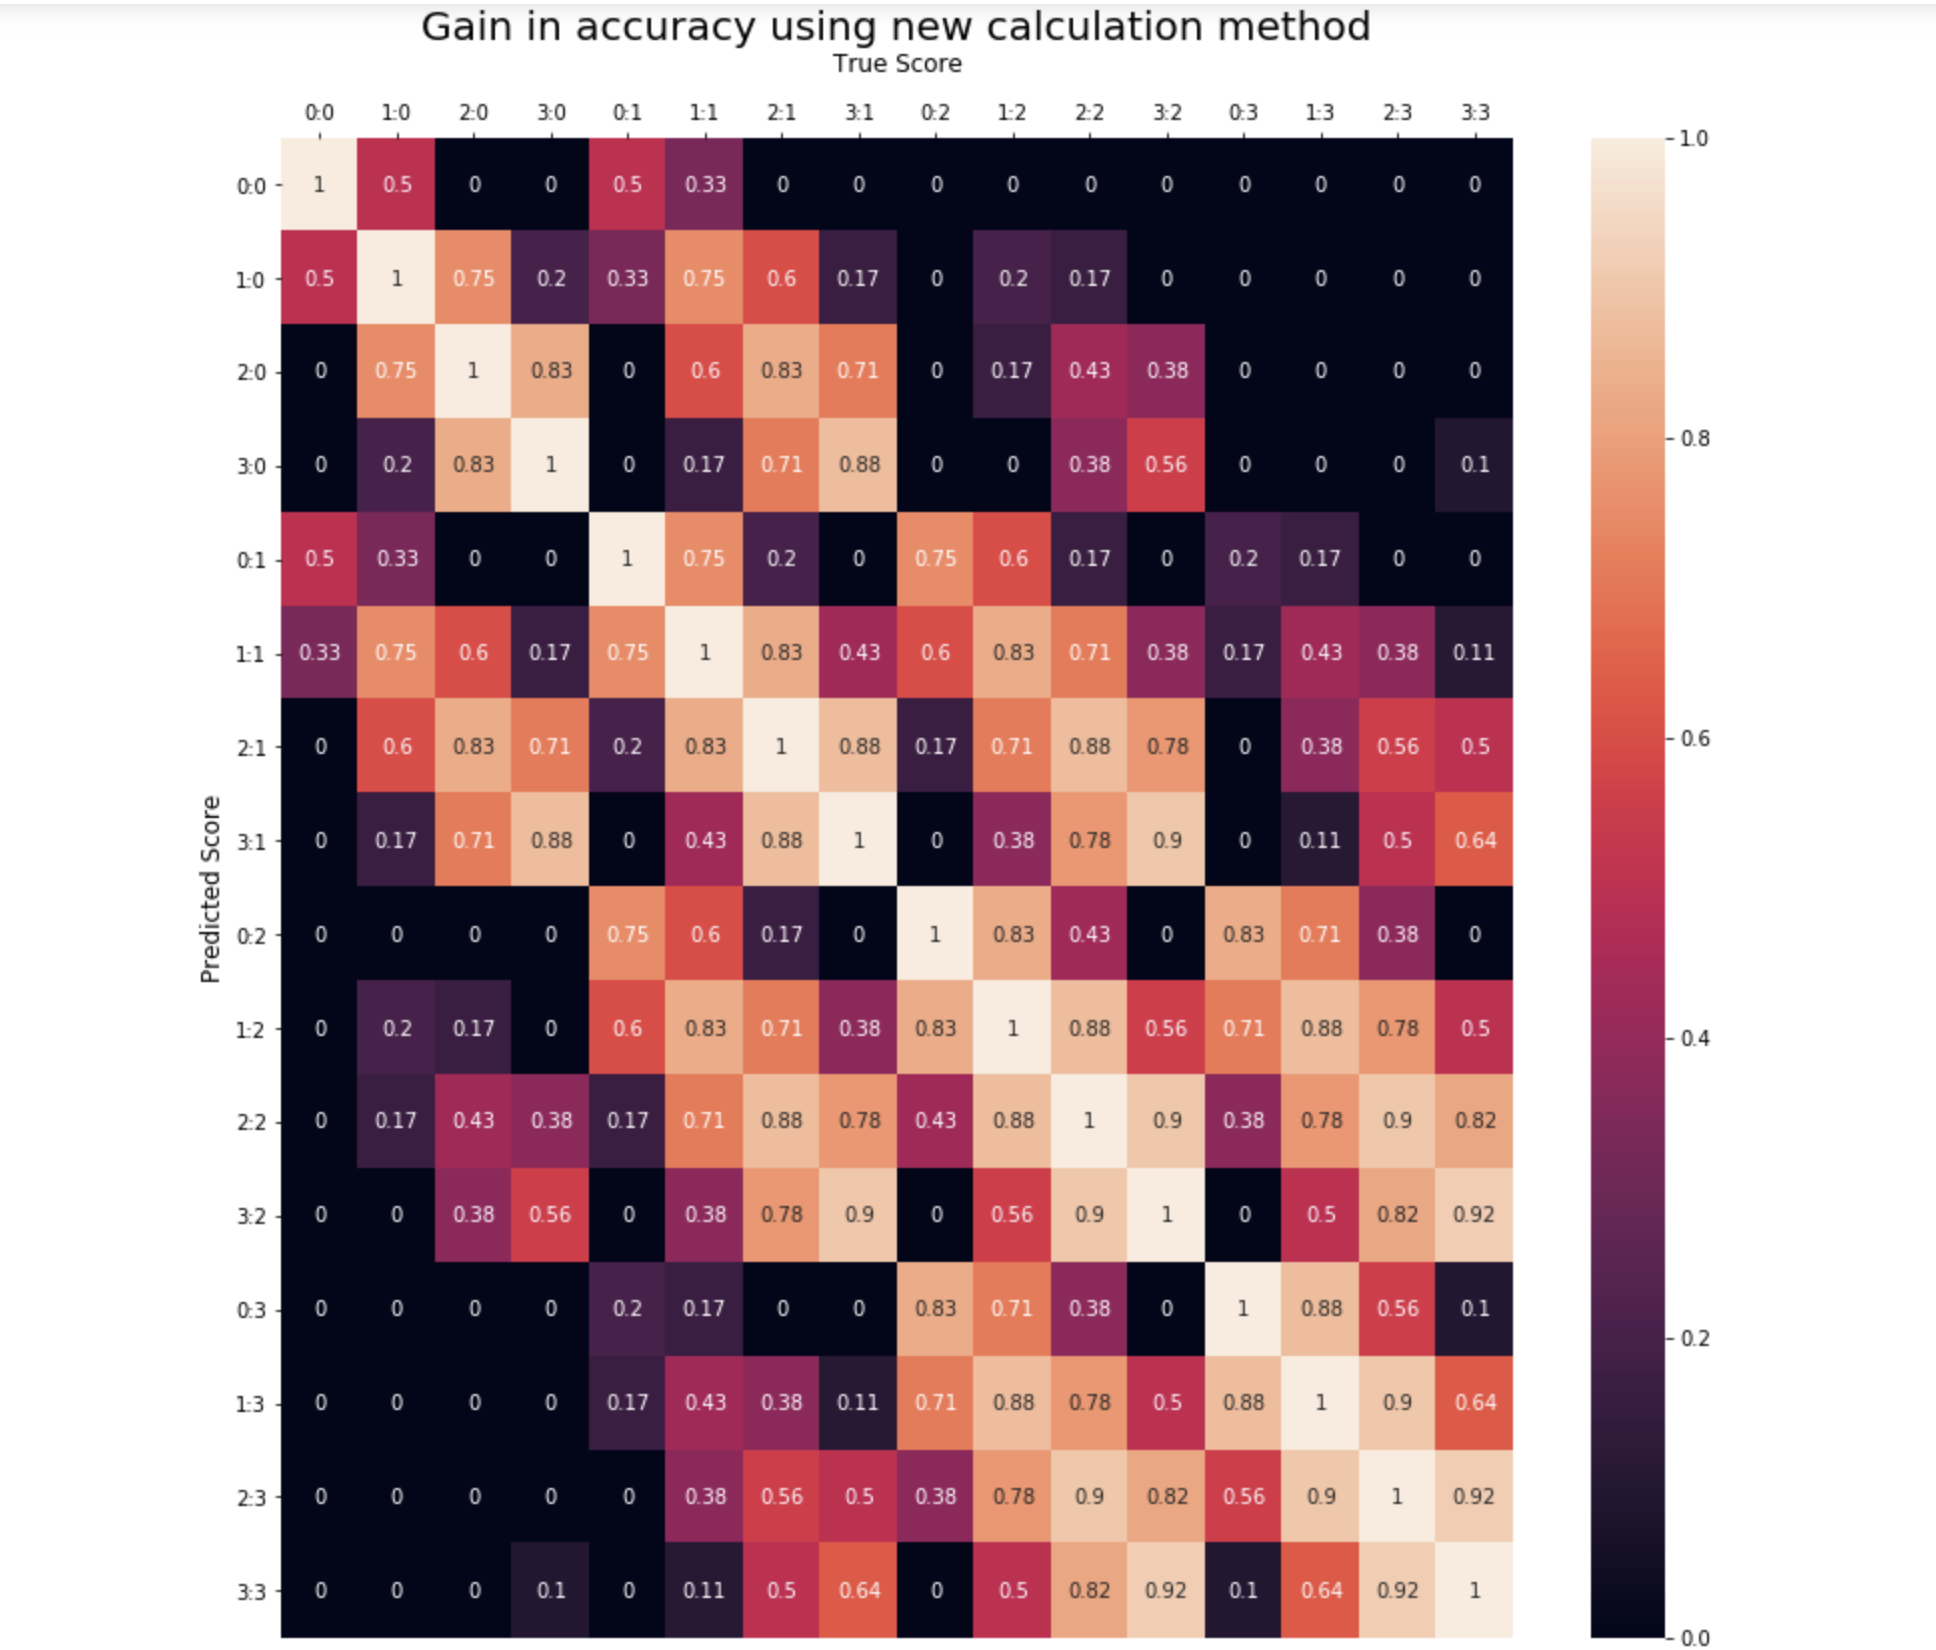 Gain in accuracy using new calculation method
True Score
0:0 1:0 2:0 3:0 0:1 1:1 2:1 3:1 0:2 1:2 2:2 3:2 0:3 1:3 2:3 3:3
0:0 1 0.5 0 0 0.5 0.33 0 0 0 0 0 0 0 0 0 0
1:0 0.5 1 0.75 0.2 0.33 0.75 0.6 0.17 0 0.2 0.17 0 0 0 0 0
2:0 0 0.75 1 0.83 0 0.6 0.83 0.71 0 0.17 0.43 0.38 0 0 0 0
3:0 0 0.2 0.83 1 0 0.17 0.71 0.88 0 0 0.38 0.56 0 0 0 0.1
0:1 0.5 0.33 0 0 1 0.75 0.2 0 0.75 0.6 0.17 0 0.2 0.17 0 0
1:1 0.33 0.75 0.6 0.17 0.75 1 0.83 0.43 0.6 0.83 0.71 0.38 0.17 0.43 0.38 0.11
2:1 0 0.6 0.83 0.71 0.2 0.83 1 0.88 0.17 0.71 0.88 0.78 0 0.38 0.56 0.5
3:1 0 0.17 0.71 0.88 0 0.43 0.88 1 0 0.38 0.78 0.9 0 0.11 0.5 0.64
0:2 0 0 0 0 0.75 0.6 0.17 0 1 0.83 0.43 0 0.83 0.71 0.38 0
1:2 0 0.2 0.17 0 0.6 0.83 0.71 0.38 0.83 1 0.88 0.56 0.71 0.88 0.78 0.5
2:2 0 0.17 0.43 0.38 0.17 0.71 0.88 0.78 0.43 0.88 1 0.9 0.38 0.78 0.9 0.82
3:2 0 0 0.38 0.56 0 0.38 0.78 0.9 0 0.56 0.9 1 0 0.5 0.82 0.92
0:3 0 0 0 0 0.2 0.17 0 0 0.83 0.71 0.38 0 1 0.88 0.56 0.1
1:3 0 0 0 0 0.17 0.43 0.38 0.11 0.71 0.88 0.78 0.5 0.88 1 0.9 0.64
2:3 0 0 0 0 0 0.38 0.56 0.5 0.38 0.78 0.9 0.82 0.56 0.9 1 0.92
3:3 0 0 0 0.1 0 0.11 0.5 0.64 0 0.5 0.82 0.92 0.1 0.64 0.92 1
Predicted Score
1.0
0.8
0.6
0.4
0.2
0.0